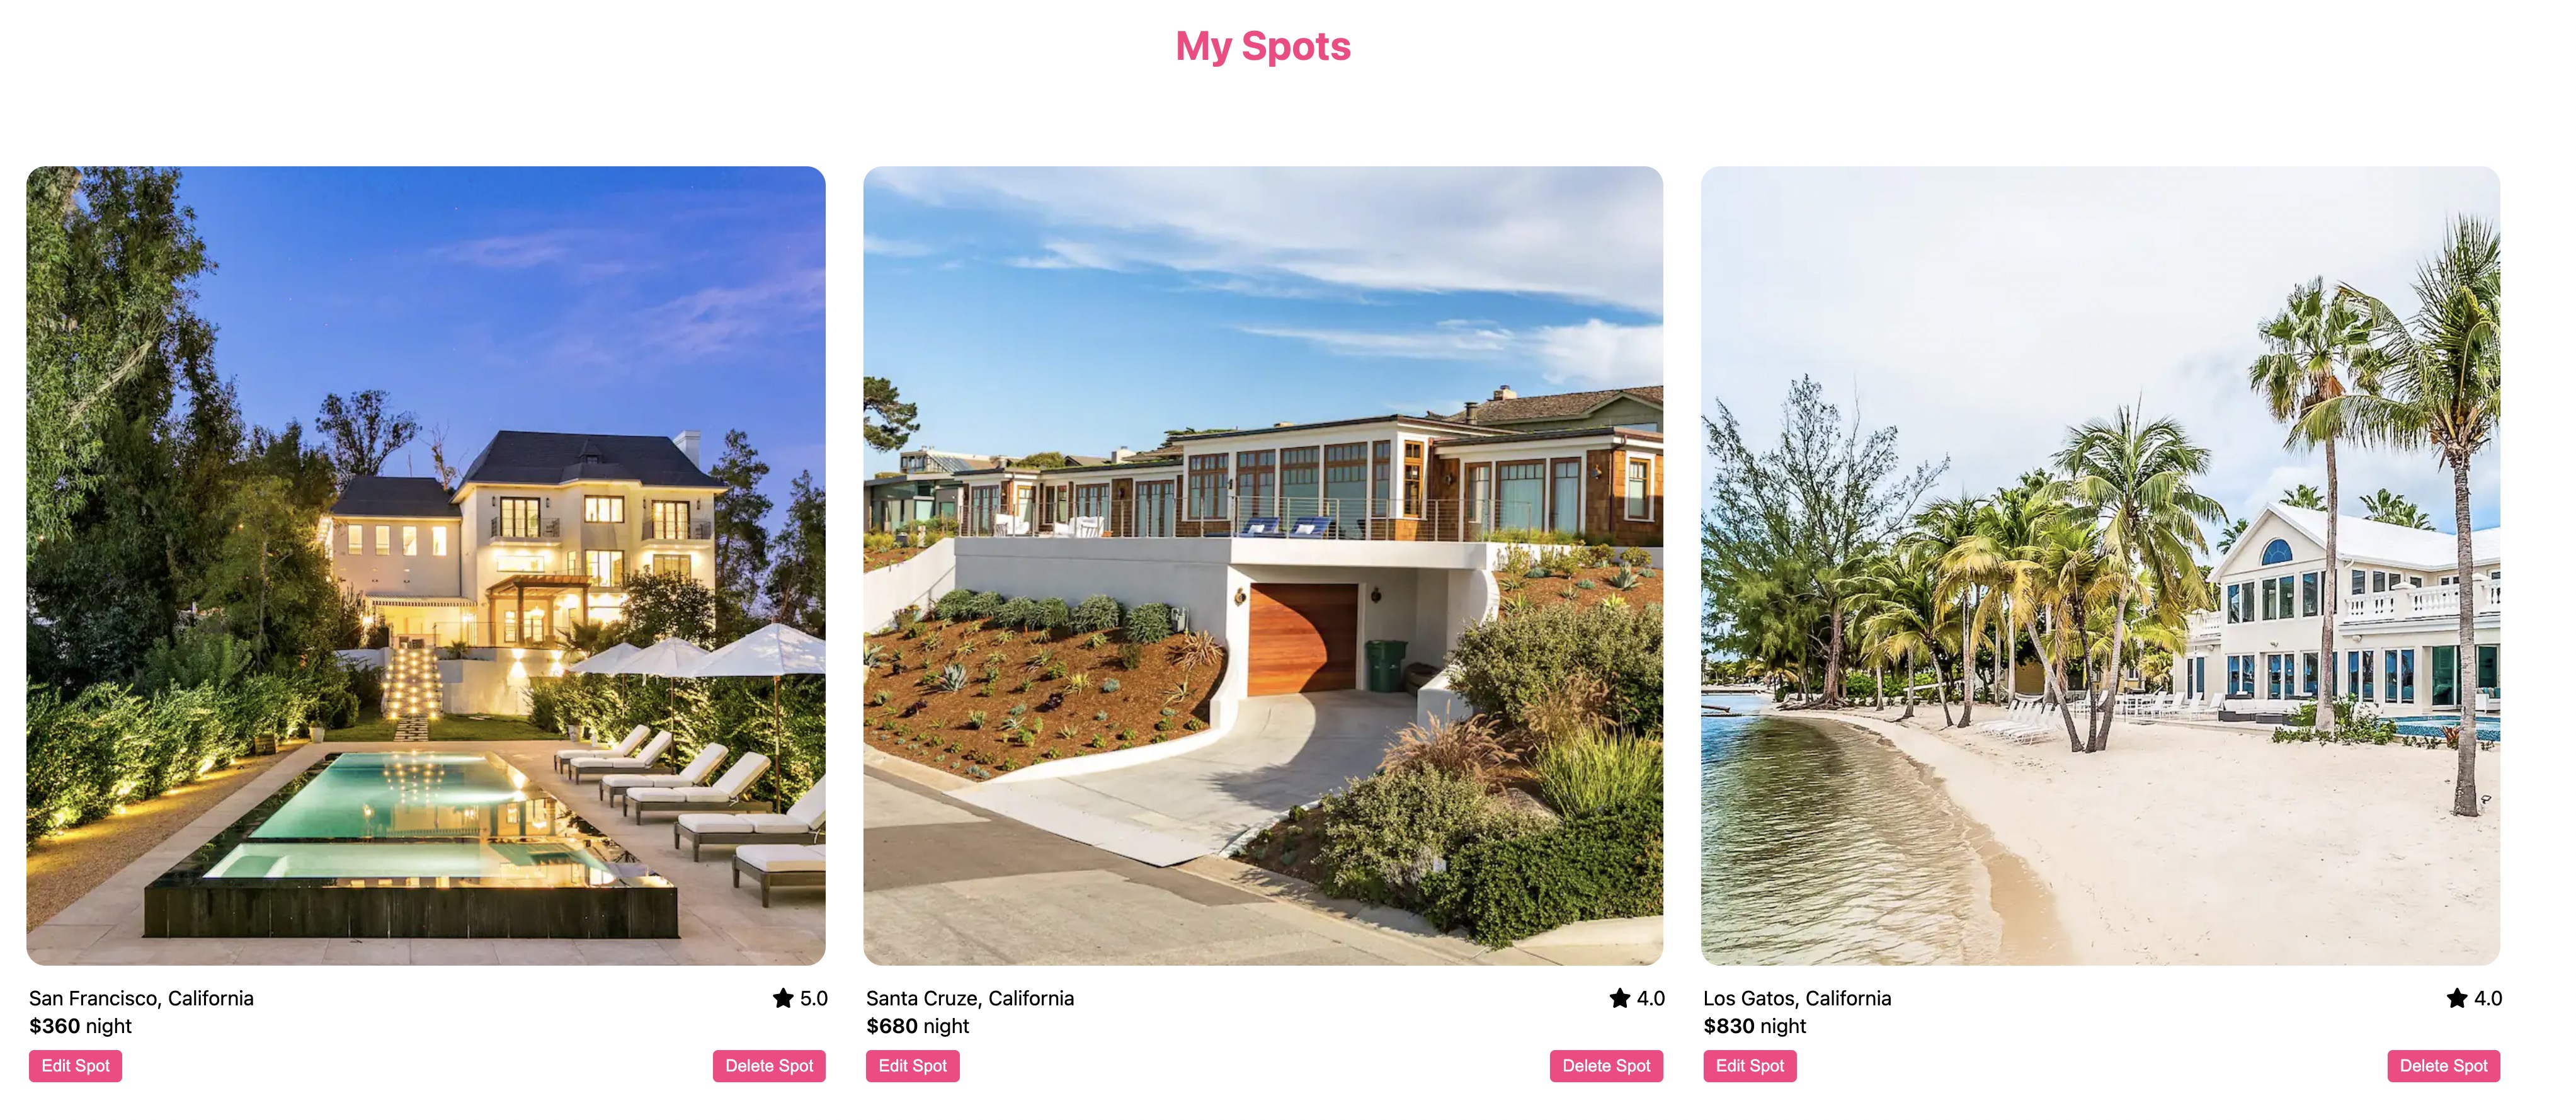 My Spots
San Francisco, California ★ 5.0
$360 night
Edit Spot Delete Spot
Santa Cruze, California ★ 4.0
$680 night
Edit Spot Delete Spot
Los Gatos, California ★ 4.0
$830 night
Edit Spot Delete Spot